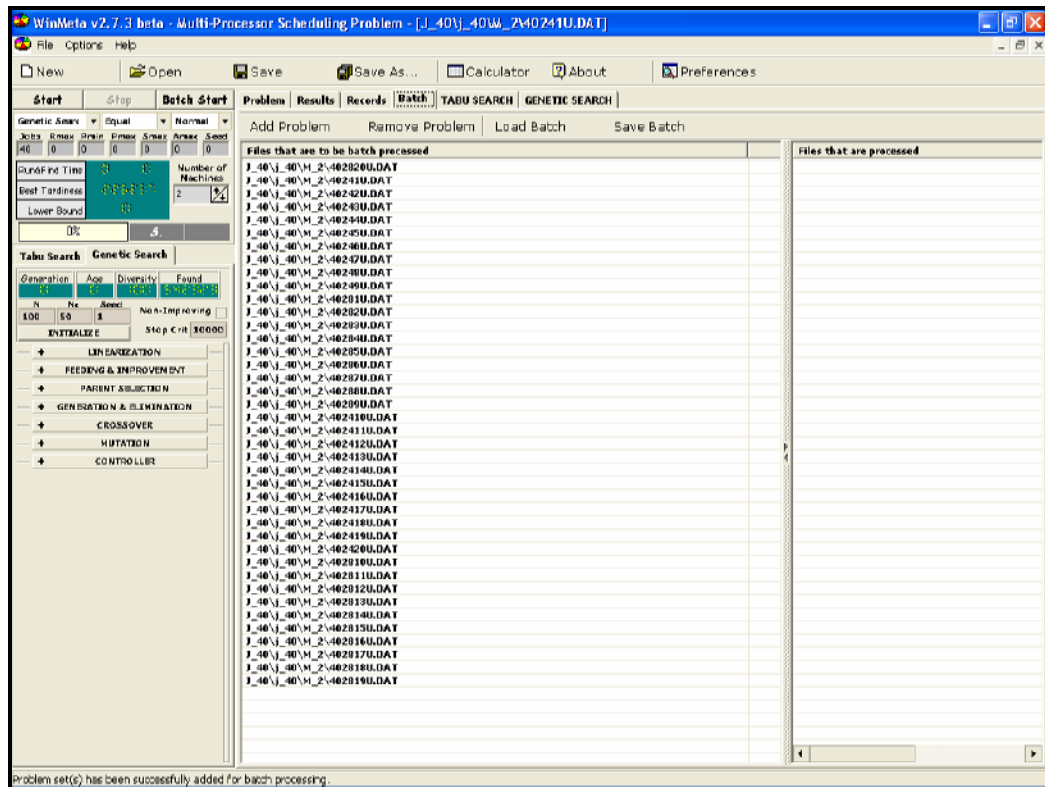 WinMeta v2.7.3 beta - Multi-Processor Scheduling Problem - [J_40\j_40\M_2\40241U.DAT]
File Options Help
New Open Save Save As... Calculator About Preferences
Start Stop Batch Start Problem Results Records Batch TABU SEARCH GENETIC SEARCH
Genetic Searc Equal Normal
Add Problem Remove Problem Load Batch Save Batch
Jobs Rmax Pmin Pmax Smax Amax Seed
40 0 0 0 0 0 0
Files that are to be batch processed Files that are processed
Run&Find Time
Number of Machines
2
Best Tardiness
Lower Bound
0%
Tabu Search Genetic Search
Generation Age Diversity Found
N Nc Seed
100 50 1
Non-Improving
INITIALIZE
Stop Crit 10000
+ LINEARIZATION
+ FEEDING & IMPROVEMENT
+ PARENT SELECTION
+ GENERATION & ELIMINATION
+ CROSSOVER
+ MUTATION
+ CONTROLLER
J_40\j_40\M_2\402820U.DAT
J_40\j_40\M_2\40241U.DAT
J_40\j_40\M_2\40242U.DAT
J_40\j_40\M_2\40243U.DAT
J_40\j_40\M_2\40244U.DAT
J_40\j_40\M_2\40245U.DAT
J_40\j_40\M_2\40246U.DAT
J_40\j_40\M_2\40247U.DAT
J_40\j_40\M_2\40248U.DAT
J_40\j_40\M_2\40249U.DAT
J_40\j_40\M_2\40281U.DAT
J_40\j_40\M_2\40282U.DAT
J_40\j_40\M_2\40283U.DAT
J_40\j_40\M_2\40284U.DAT
J_40\j_40\M_2\40285U.DAT
J_40\j_40\M_2\40286U.DAT
J_40\j_40\M_2\40287U.DAT
J_40\j_40\M_2\40288U.DAT
J_40\j_40\M_2\40289U.DAT
J_40\j_40\M_2\402410U.DAT
J_40\j_40\M_2\402411U.DAT
J_40\j_40\M_2\402412U.DAT
J_40\j_40\M_2\402413U.DAT
J_40\j_40\M_2\402414U.DAT
J_40\j_40\M_2\402415U.DAT
J_40\j_40\M_2\402416U.DAT
J_40\j_40\M_2\402417U.DAT
J_40\j_40\M_2\402418U.DAT
J_40\j_40\M_2\402419U.DAT
J_40\j_40\M_2\402420U.DAT
J_40\j_40\M_2\402810U.DAT
J_40\j_40\M_2\402811U.DAT
J_40\j_40\M_2\402812U.DAT
J_40\j_40\M_2\402813U.DAT
J_40\j_40\M_2\402814U.DAT
J_40\j_40\M_2\402815U.DAT
J_40\j_40\M_2\402816U.DAT
J_40\j_40\M_2\402817U.DAT
J_40\j_40\M_2\402818U.DAT
J_40\j_40\M_2\402819U.DAT
Problem set(s) has been successfully added for batch processing.